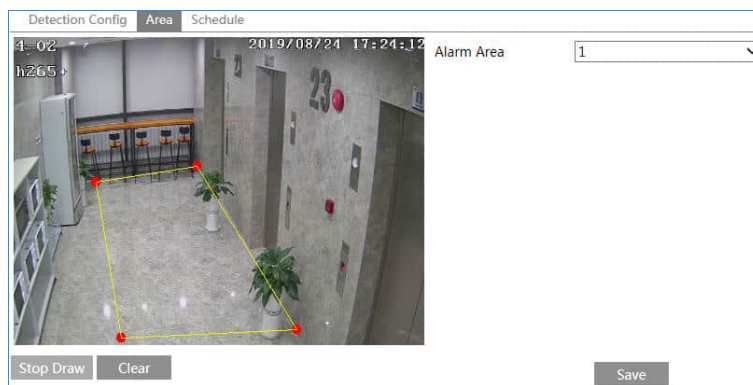 Detection Config Area Schedule
4-02 2019/08/24 17:24:12
h265+
Alarm Area 1
23
23
Stop Draw Clear
Save